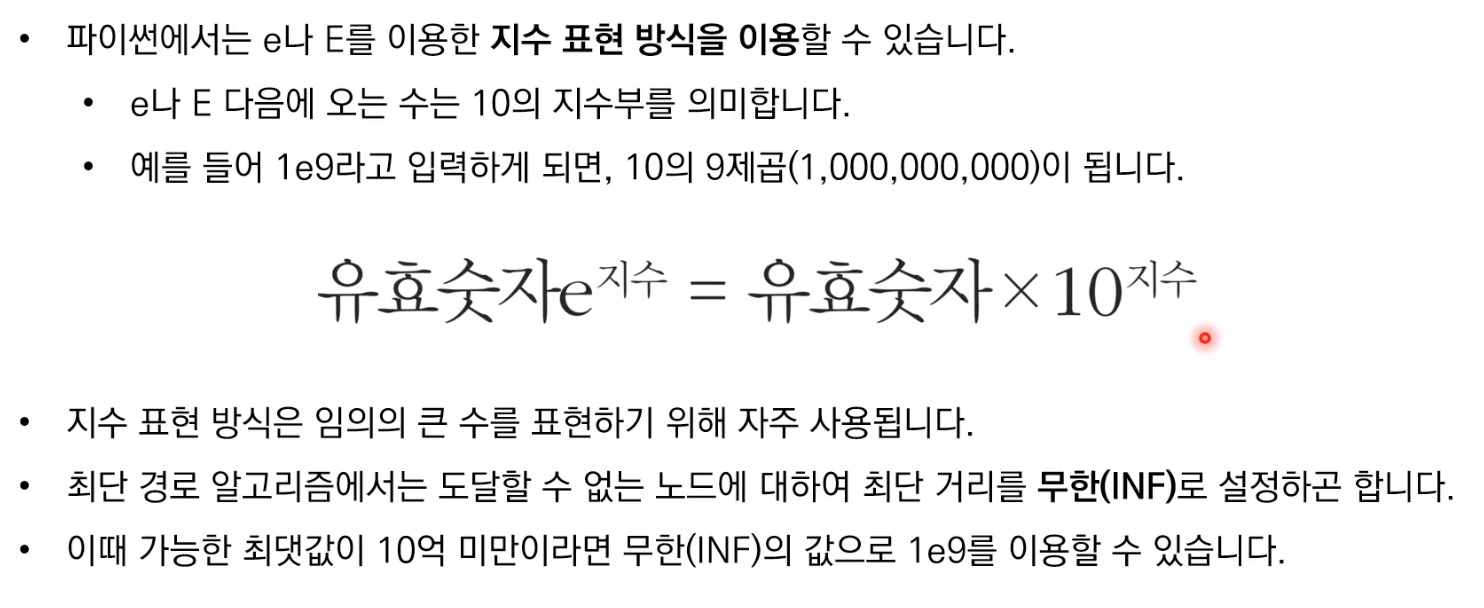 • 파이썬에서는 e나 E를 이용한 지수 표현 방식을 이용할 수 있습니다.
• e나 E 다음에 오는 수는 10의 지수부를 의미합니다.
• 예를 들어 1e9라고 입력하게 되면, 10의 9제곱(1,000,000,000)이 됩니다.
유효숫자e^지수 = 유효숫자×10^지수
• 지수 표현 방식은 임의의 큰 수를 표현하기 위해 자주 사용됩니다.
• 최단 경로 알고리즘에서는 도달할 수 없는 노드에 대하여 최단 거리를 무한(INF)로 설정하곤 합니다.
• 이때 가능한 최댓값이 10억 미만이라면 무한(INF)의 값으로 1e9를 이용할 수 있습니다.